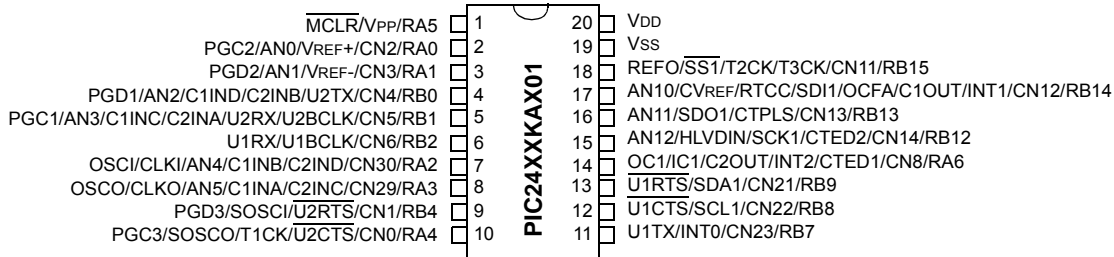 MCLR/VPP/RA5 1
PGC2/AN0/VREF+/CN2/RA0 2
PGD2/AN1/VREF-/CN3/RA1 3
PGD1/AN2/C1IND/C2INB/U2TX/CN4/RB0 4
PGC1/AN3/C1INC/C2INA/U2RX/U2BCLK/CN5/RB1 5
U1RX/U1BCLK/CN6/RB2 6
OSCI/CLKI/AN4/C1INB/C2IND/CN30/RA2 7
OSCO/CLKO/AN5/C1INA/C2INC/CN29/RA3 8
PGD3/SOSCI/U2RTS/CN1/RB4 9
PGC3/SOSCO/T1CK/U2CTS/CN0/RA4 10
PIC24XXKAX01
20 VDD
19 VSS
18 REFO/SS1/T2CK/T3CK/CN11/RB15
17 AN10/CVREF/RTCC/SDI1/OCFA/C1OUT/INT1/CN12/RB14
16 AN11/SDO1/CTPLS/CN13/RB13
15 AN12/HLVDIN/SCK1/CTED2/CN14/RB12
14 OC1/IC1/C2OUT/INT2/CTED1/CN8/RA6
13 U1RTS/SDA1/CN21/RB9
12 U1CTS/SCL1/CN22/RB8
11 U1TX/INT0/CN23/RB7